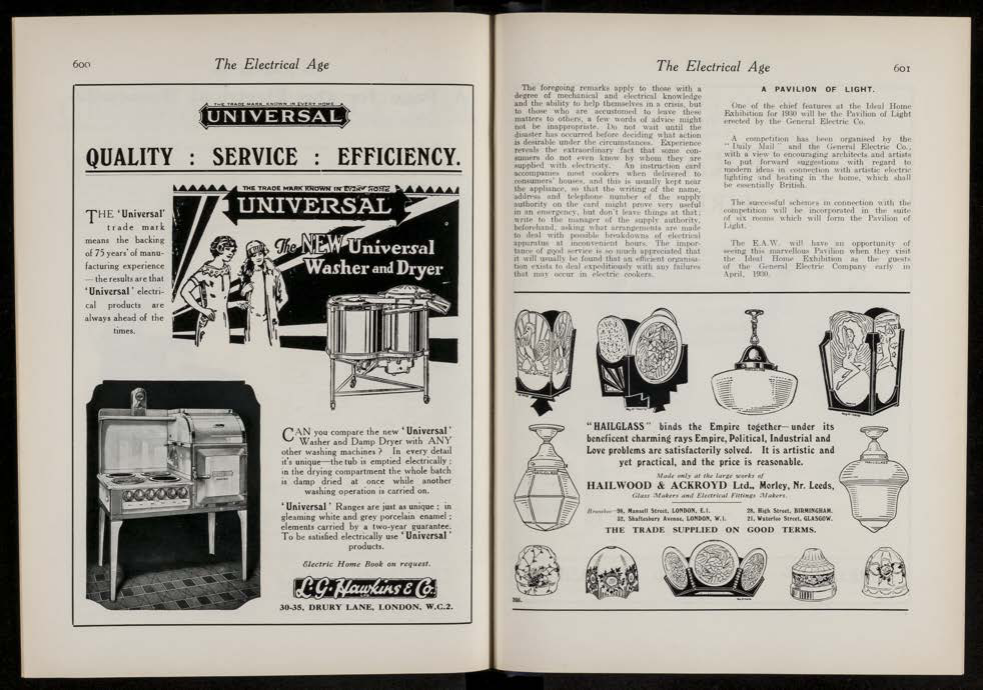 600
The Electrical Age
THE TRADE MARK KNOWN IN EVERY HOME
UNIVERSAL
QUALITY : SERVICE : EFFICIENCY.
THE 'Universal'
trade mark
means the backing
of 75 years' of manu-
facturing experience
—the results are that
'Universal' electri-
cal products are
always ahead of the
times.
THE TRADE MARK KNOWN IN EVERY HOME
UNIVERSAL
The NEW Universal
Washer and Dryer
CAN you compare the new 'Universal'
Washer and Damp Dryer with ANY
other washing machines? In every detail
it's unique—the tub is emptied electrically;
in the drying compartment the whole batch
is damp dried at once while another
washing operation is carried on.
'Universal' Ranges are just as unique; in
gleaming white and grey porcelain enamel;
elements carried by a two-year guarantee.
To be satisfied electrically use 'Universal'
products.
Electric Home Book on request.
L.G. Hawkins & Co.
30-35, DRURY LANE, LONDON, W.C.2.
The Electrical Age
601
The foregoing remarks apply to those with a
degree of mechanical and electrical knowledge
and the ability to help themselves in a crisis, but
to those who are accustomed to leave these
matters to others, a few words of advice might
not be inappropriate. Do not wait until the
disaster has occurred before deciding what action
is desirable under the circumstances. Experience
reveals the extraordinary fact that some con-
sumers do not even know by whom they are
supplied with electricity. An instruction card
accompanies most cookers when delivered to
consumers' houses, and this is usually kept near
the appliance, so that the writing of the name,
address and telephone number of the supply
authority on the card might prove very useful
in an emergency, but don't leave things at that;
write to the manager of the supply authority,
beforehand, asking what arrangements are made
to deal with possible breakdowns of electrical
apparatus at inconvenient hours. The impor-
tance of good service is so much appreciated that
it will usually be found that an efficient organisa-
tion exists to deal expeditiously with any failures
that may occur in electric cookers.
A PAVILION OF LIGHT.
One of the chief features at the Ideal Home
Exhibition for 1930 will be the Pavilion of Light
erected by the General Electric Co.
A competition has been organised by the
"Daily Mail" and the General Electric Co.,
with a view to encouraging architects and artists
to put forward suggestions with regard to
modern ideas in connection with artistic electric
lighting and heating in the home, which shall
be essentially British.
The successful schemes in connection with the
competition will be incorporated in the suite
of six rooms which will form the Pavilion of
Light.
The E.A.W. will have an opportunity of
seeing this marvellous Pavilion when they visit
the Ideal Home Exhibition as the guests
of the General Electric Company early in
April, 1930.
"HAILGLASS" binds the Empire together—under its
beneficent charming rays Empire, Political, Industrial and
Love problems are satisfactorily solved. It is artistic and
yet practical, and the price is reasonable.
Made only at the large works of
HAILWOOD & ACKROYD Ltd., Morley, Nr. Leeds,
Glass Makers and Electrical Fittings Makers.
Branches—Mansell Street, LONDON, E.1. High Street, BIRMINGHAM.
52, Shaftesbury Avenue, LONDON, W.1. 21, Waterloo Street, GLASGOW.
THE TRADE SUPPLIED ON GOOD TERMS.